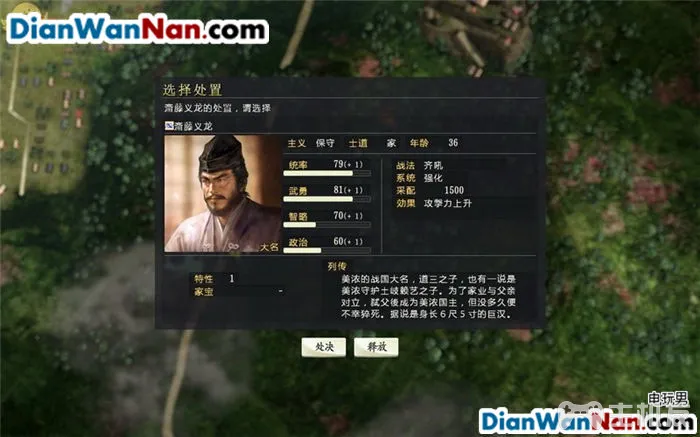 DianWanNan.com
选择处置
斋藤义龙的处置,请选择
斋藤义龙
主义 保守 士道 家 年龄 36
统率 79(+1)
武勇 81(+1)
智略 70(+1)
政治 60(+1)
大名
战法 齐吼
系统 强化
采配 1500
效果 攻擊力上升
列传
特性 1
家宝 -
美浓的战国大名,道三之子,也有一说是
美浓守护土岐赖艺之子。为了家业与父亲
对立,弑父後成为美浓国主,但没多久便
不幸猝死。据说是身长6尺5寸的巨汉。
处决 释放
电玩男
DianWanNan.com